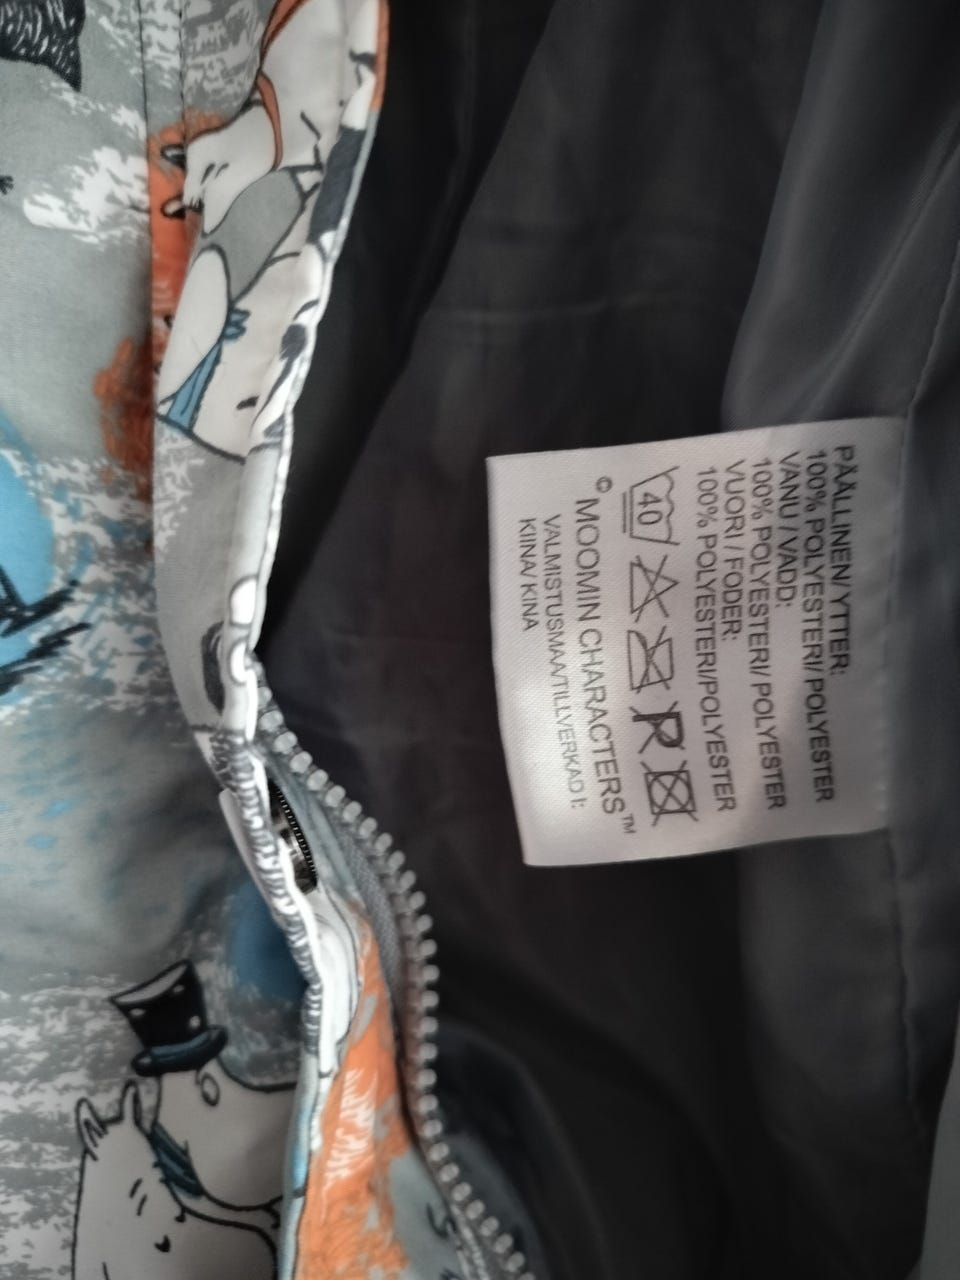 PÄÄLLINEN/ YTTER:
100% POLYESTERI/ POLYESTER
VANU / VADD:
100% POLYESTERI/ POLYESTER
VUORI / FODER:
100% POLYESTERI/POLYESTER
40
© MOOMIN CHARACTERS™
VALMISTUSMAA/TILLVERKAD I:
KIINA/ KINA